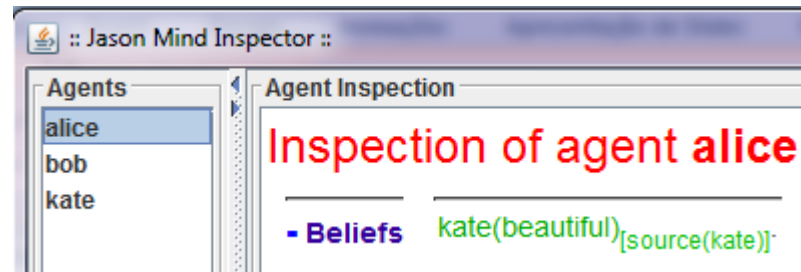 :: Jason Mind Inspector ::
Agents
alice
bob
kate
Agent Inspection
Inspection of agent alice
- Beliefs
kate(beautiful)[source(kate)].